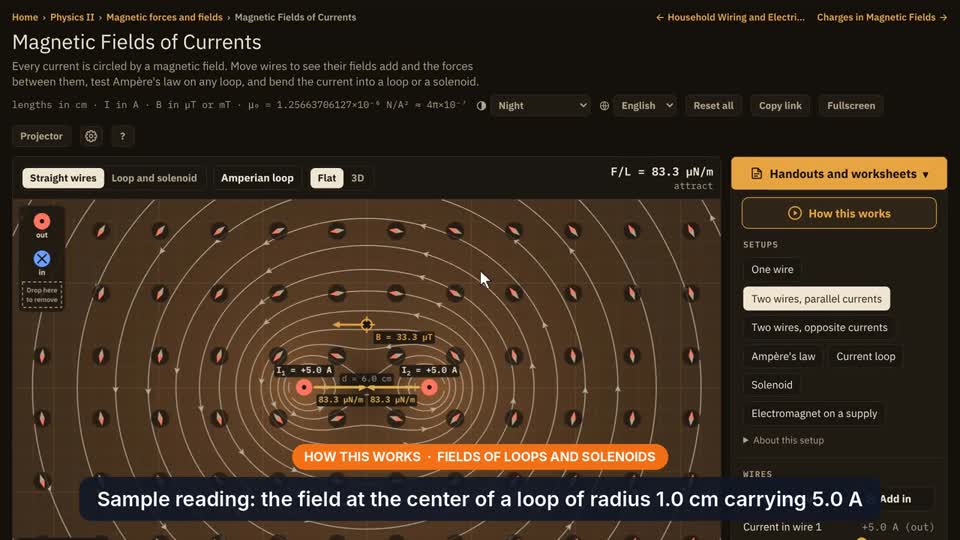 Home › Physics II › Magnetic forces and fields › Magnetic Fields of Currents
← Household Wiring and Electri... Charges in Magnetic Fields →
Magnetic Fields of Currents
Every current is circled by a magnetic field. Move wires to see their fields add and the forces
between them, test Ampère's law on any loop, and bend the current into a loop or a solenoid.
lengths in cm · I in A · B in μT or mT · μ₀ = 1.25663706127×10⁻⁶ N/A² ≈ 4π×10⁻⁷
Night English Reset all Copy link Fullscreen
Projector ?
Straight wires Loop and solenoid Amperian loop Flat 3D
F/L = 83.3 μN/m
attract
out
in
Drop here
to remove
B = 33.3 μT
I₁ = +5.0 A I₂ = +5.0 A
d = 6.0 cm
83.3 μN/m 83.3 μN/m
Handouts and worksheets ▾
How this works
SETUPS
One wire
Two wires, parallel currents
Two wires, opposite currents
Ampère's law Current loop
Solenoid
Electromagnet on a supply
▶ About this setup
WIRES
Add in
Current in wire 1 +5.0 A (out)
HOW THIS WORKS · FIELDS OF LOOPS AND SOLENOIDS
Sample reading: the field at the center of a loop of radius 1.0 cm carrying 5.0 A